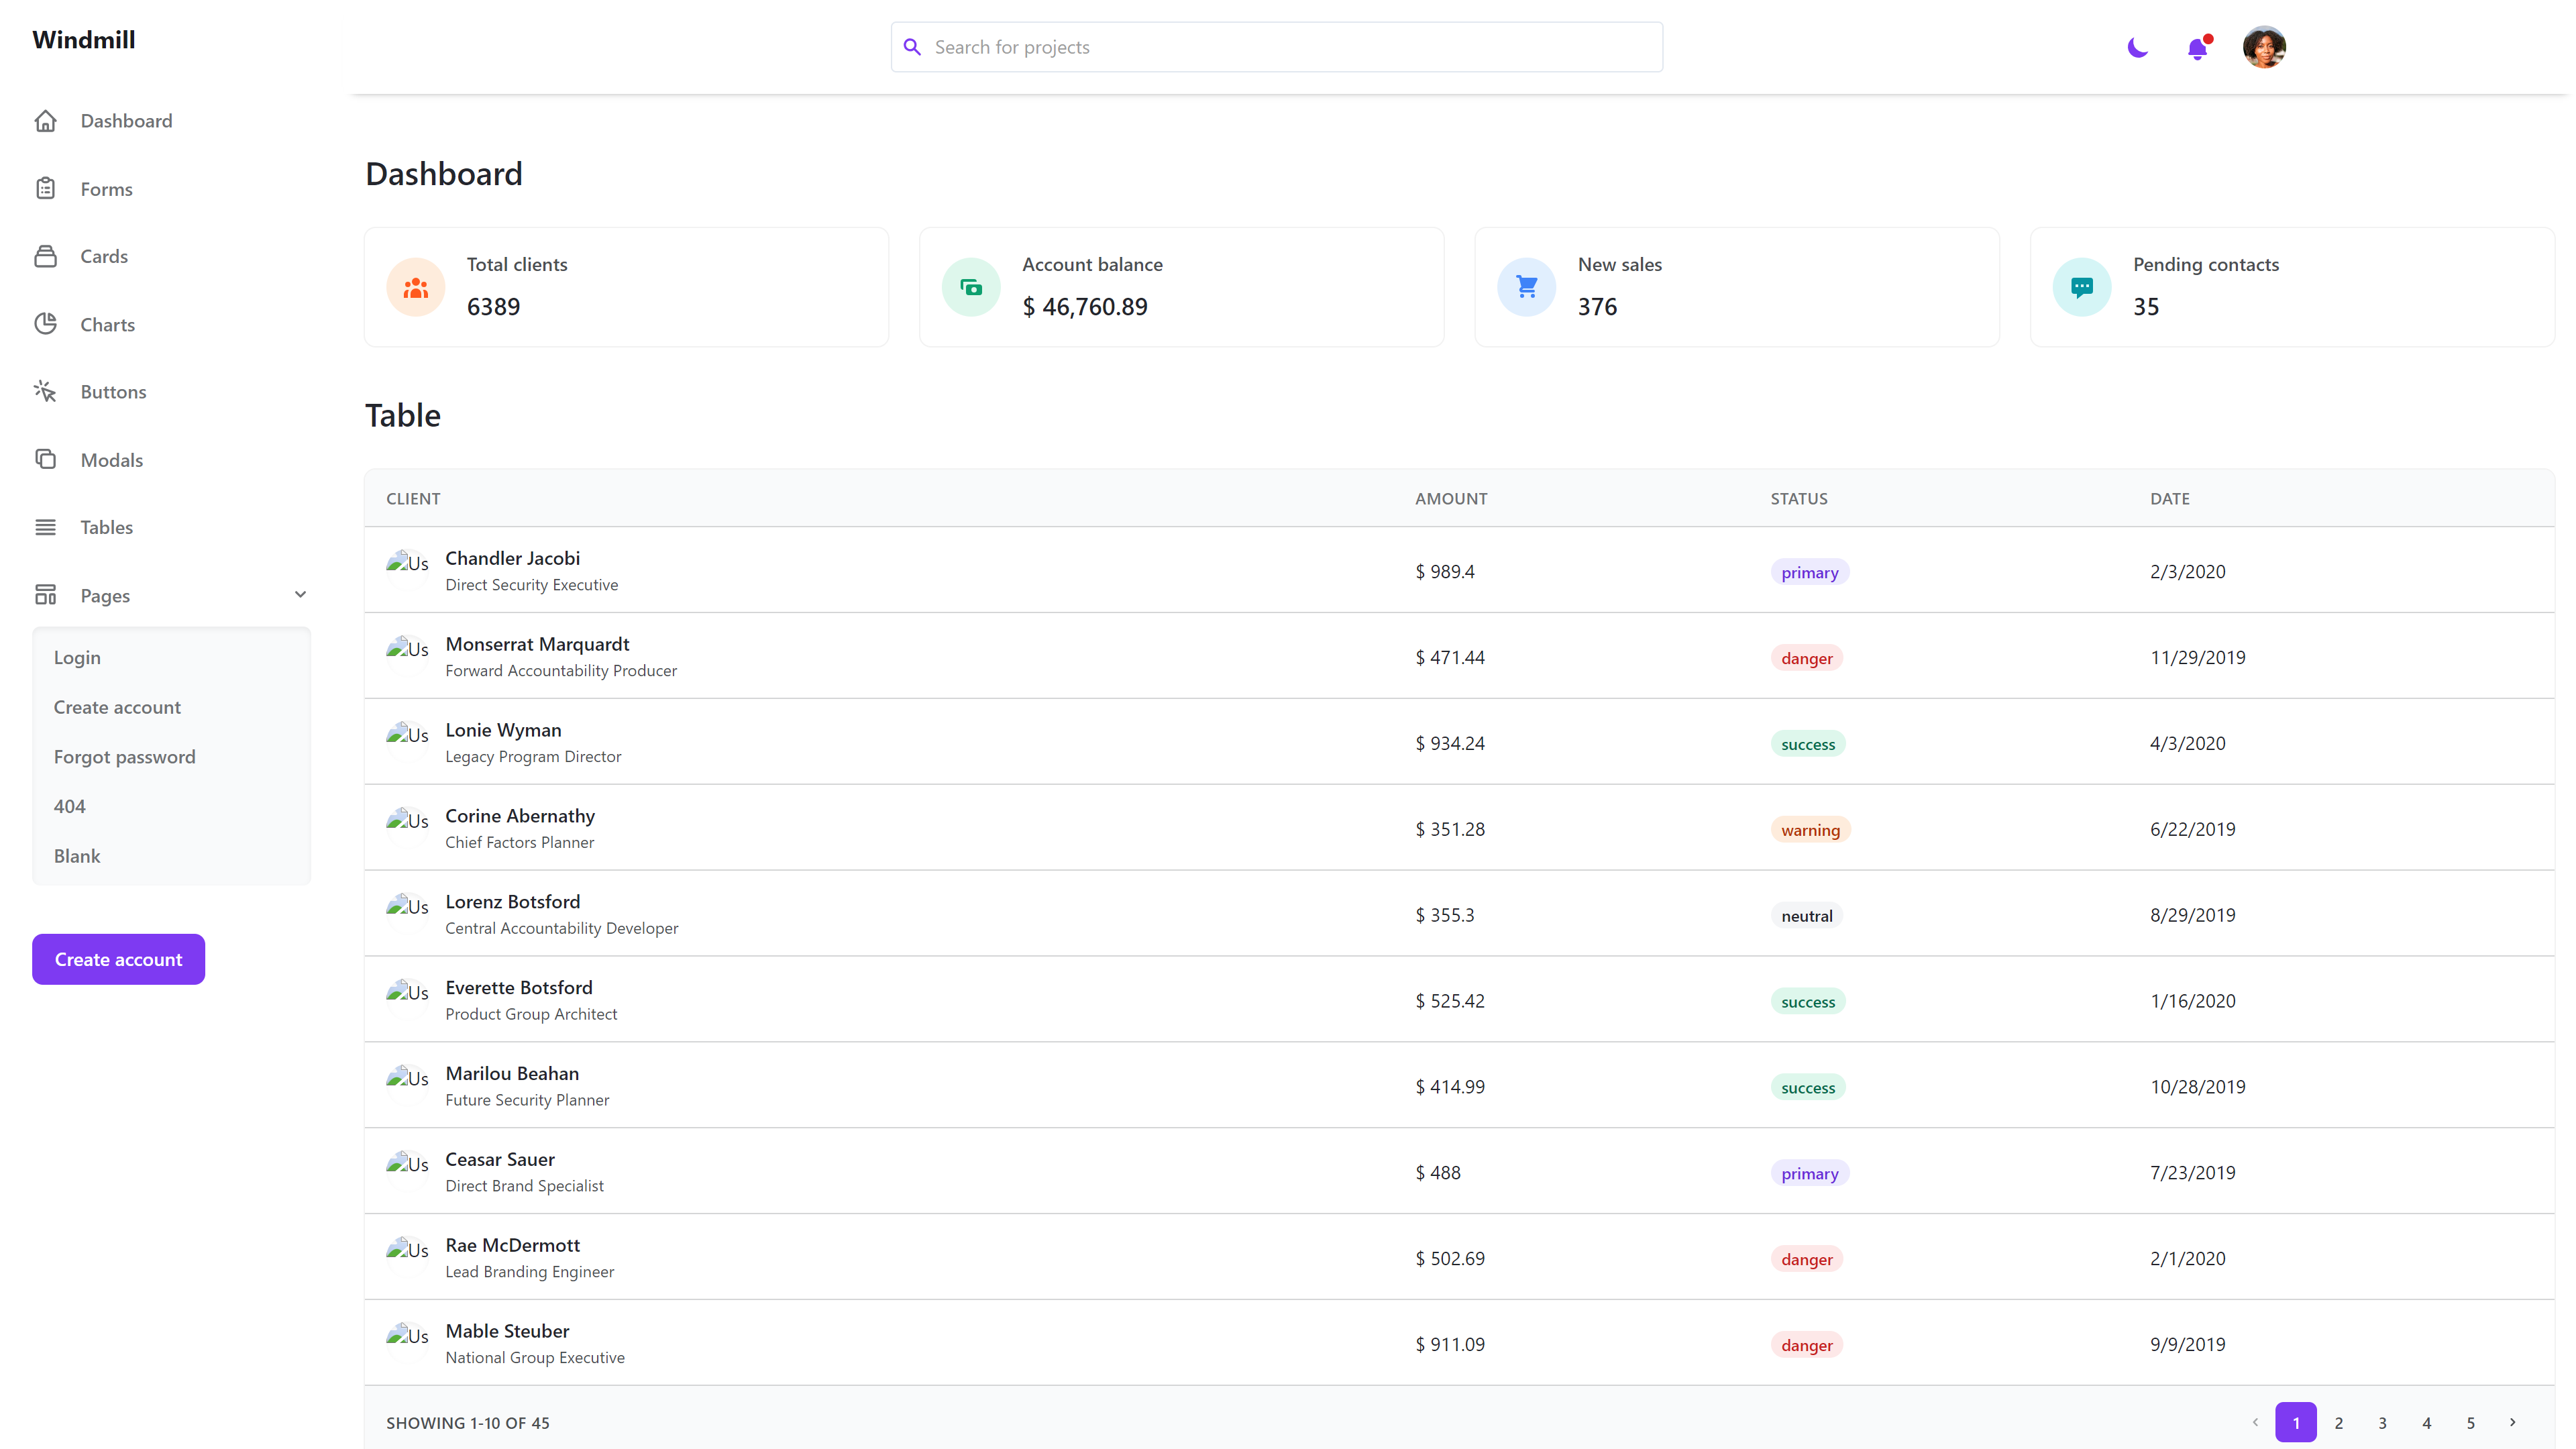 Windmill
Search for projects
Dashboard
Forms
Cards
Charts
Buttons
Modals
Tables
Pages
Login
Create account
Forgot password
404
Blank
Create account
Dashboard
Total clients
6389
Account balance
$ 46,760.89
New sales
376
Pending contacts
35
Table
CLIENT AMOUNT STATUS DATE
Us Chandler Jacobi
Direct Security Executive
$ 989.4 primary 2/3/2020
Us Monserrat Marquardt
Forward Accountability Producer
$ 471.44 danger 11/29/2019
Us Lonie Wyman
Legacy Program Director
$ 934.24 success 4/3/2020
Us Corine Abernathy
Chief Factors Planner
$ 351.28 warning 6/22/2019
Us Lorenz Botsford
Central Accountability Developer
$ 355.3 neutral 8/29/2019
Us Everette Botsford
Product Group Architect
$ 525.42 success 1/16/2020
Us Marilou Beahan
Future Security Planner
$ 414.99 success 10/28/2019
Us Ceasar Sauer
Direct Brand Specialist
$ 488 primary 7/23/2019
Us Rae McDermott
Lead Branding Engineer
$ 502.69 danger 2/1/2020
Us Mable Steuber
National Group Executive
$ 911.09 danger 9/9/2019
SHOWING 1-10 OF 45
1 2 3 4 5